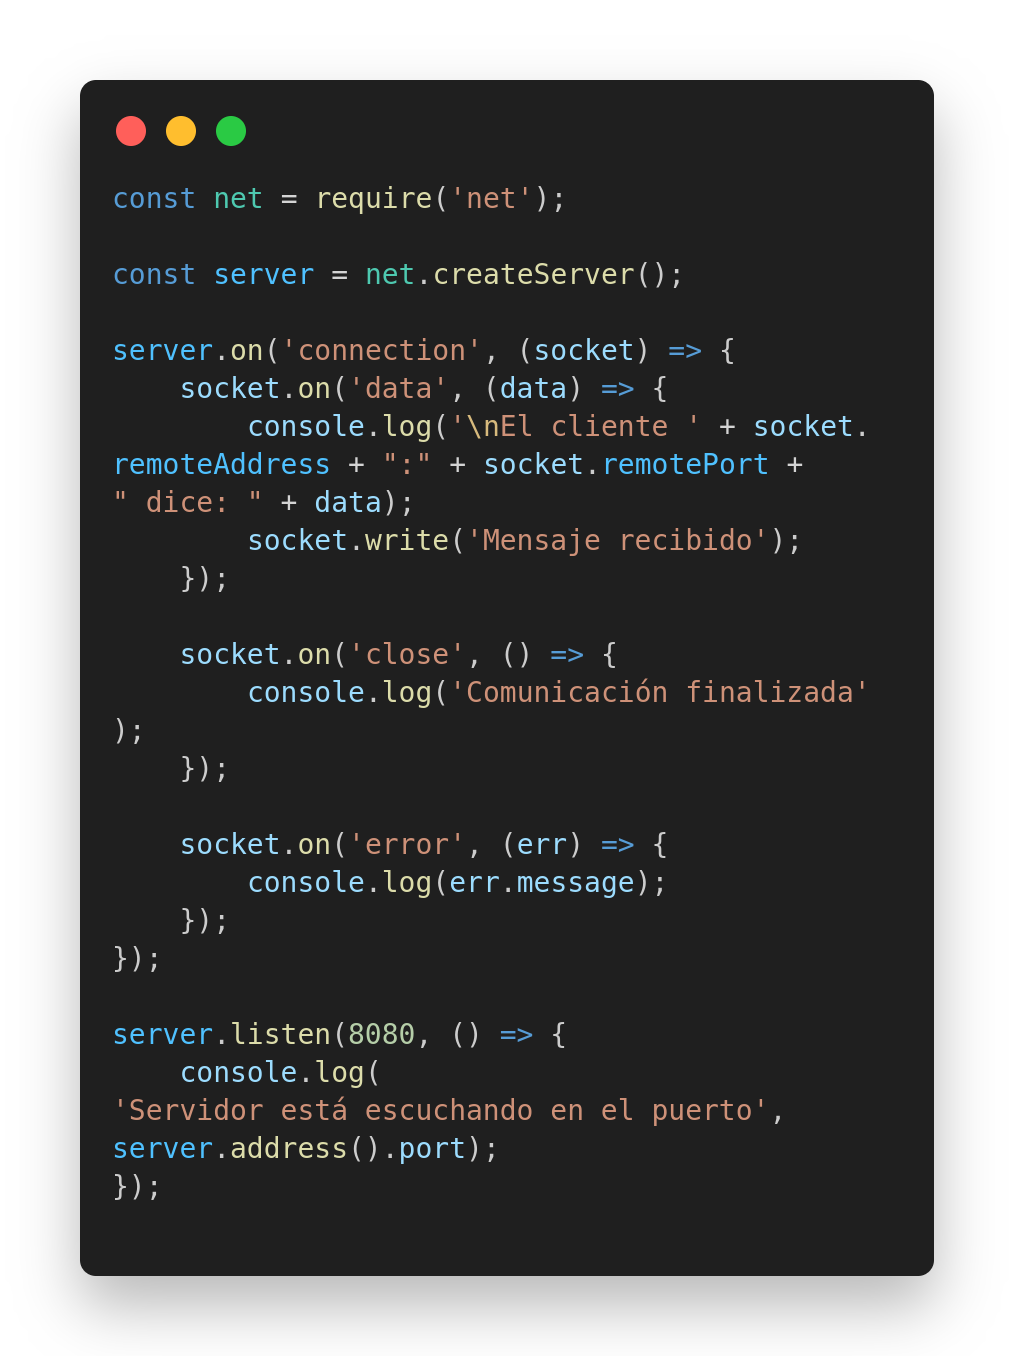 const net = require('net');

const server = net.createServer();

server.on('connection', (socket) => {
    socket.on('data', (data) => {
        console.log('\nEl cliente ' + socket.
remoteAddress + ":" + socket.remotePort +
" dice: " + data);
        socket.write('Mensaje recibido');
    });

    socket.on('close', () => {
        console.log('Comunicación finalizada'
);
    });

    socket.on('error', (err) => {
        console.log(err.message);
    });
});

server.listen(8080, () => {
    console.log(
'Servidor está escuchando en el puerto',
server.address().port);
});